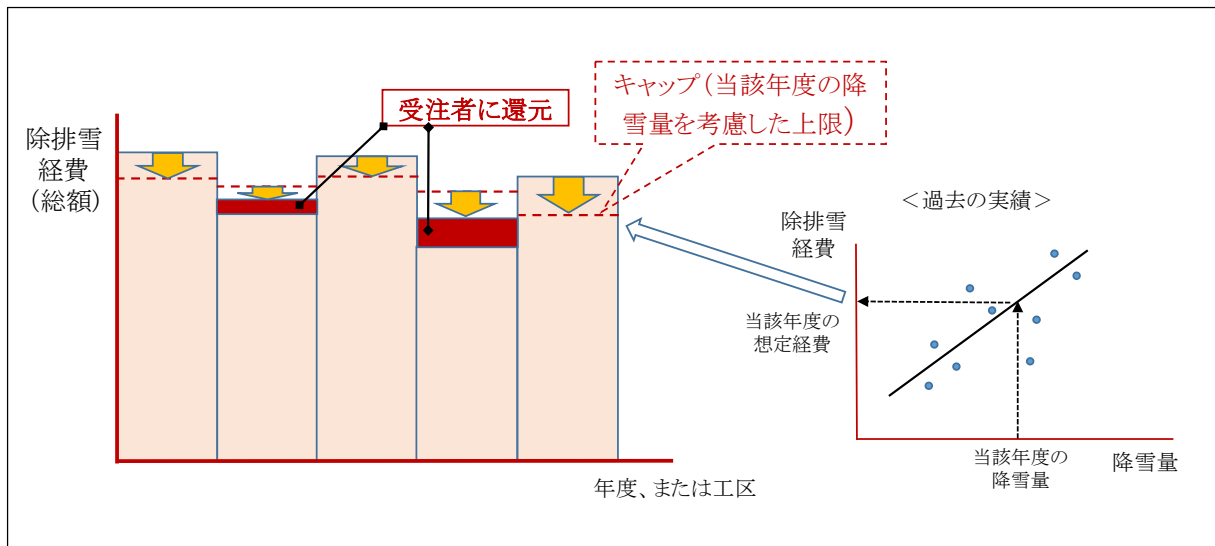 受注者に還元
キャップ（当該年度の降
雪量を考慮した上限）
除排雪
経費
（総額）
年度、または工区
＜過去の実績＞
除排雪
経費
当該年度の
想定経費
当該年度の
降雪量
降雪量